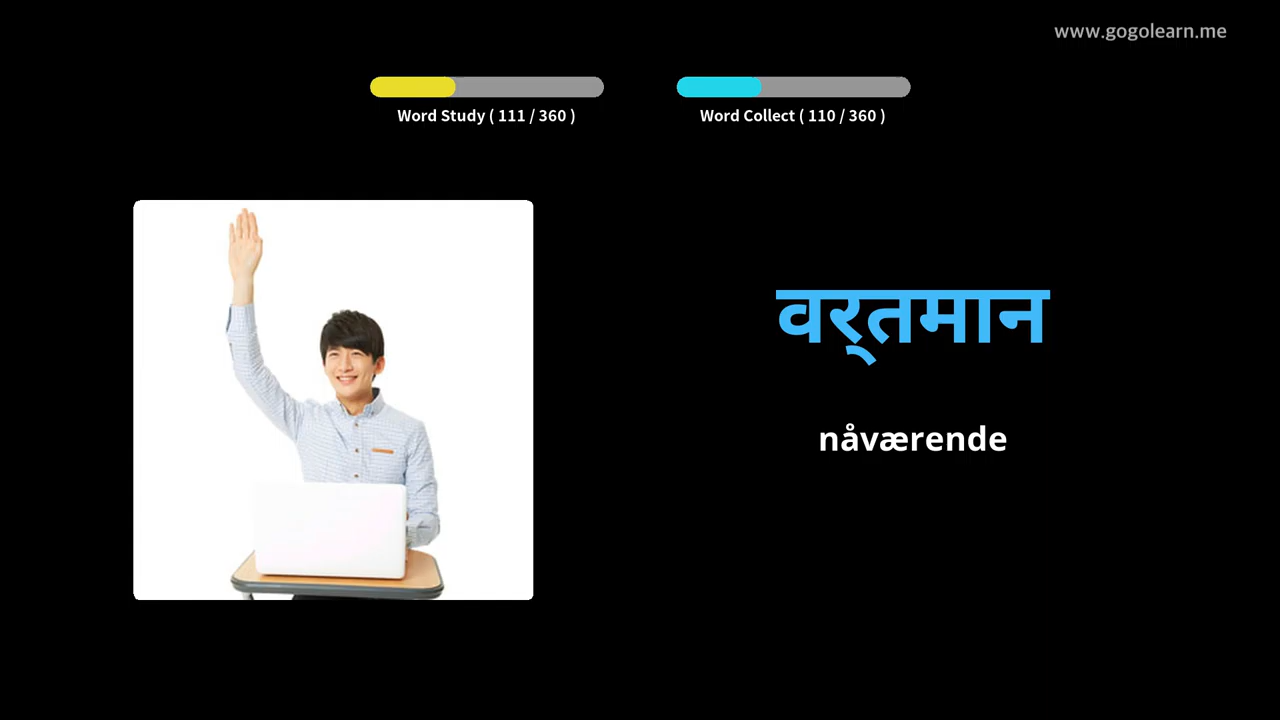 www.gogolearn.me
Word Study ( 111 / 360 )
Word Collect ( 110 / 360 )
वर्‍तमान
nåværende